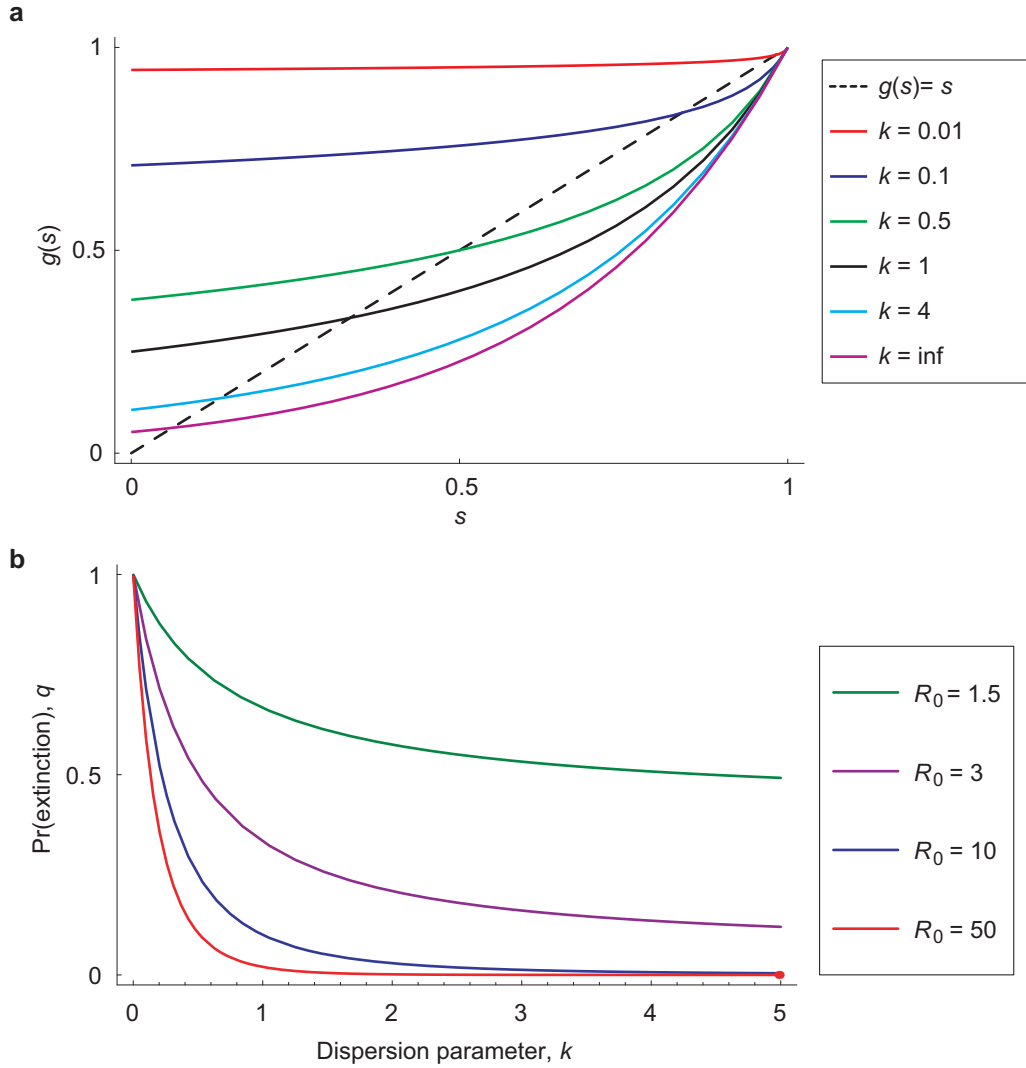 a
1
0.5
0
g(s)
0
0.5
1
s
g(s)= s
k = 0.01
k = 0.1
k = 0.5
k = 1
k = 4
k = inf
b
1
0.5
0
Pr(extinction), q
0
1
2
3
4
5
Dispersion parameter, k
R₀ = 1.5
R₀ = 3
R₀ = 10
R₀ = 50